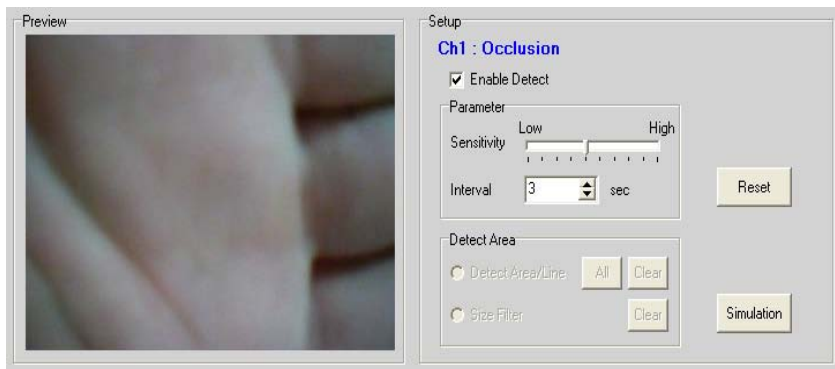 Preview
Setup
Ch1 : Occlusion
Enable Detect
Parameter
Low High
Sensitivity
Interval 3 sec
Reset
Detect Area
Detect Area/Line All Clear
Size Filter Clear
Simulation